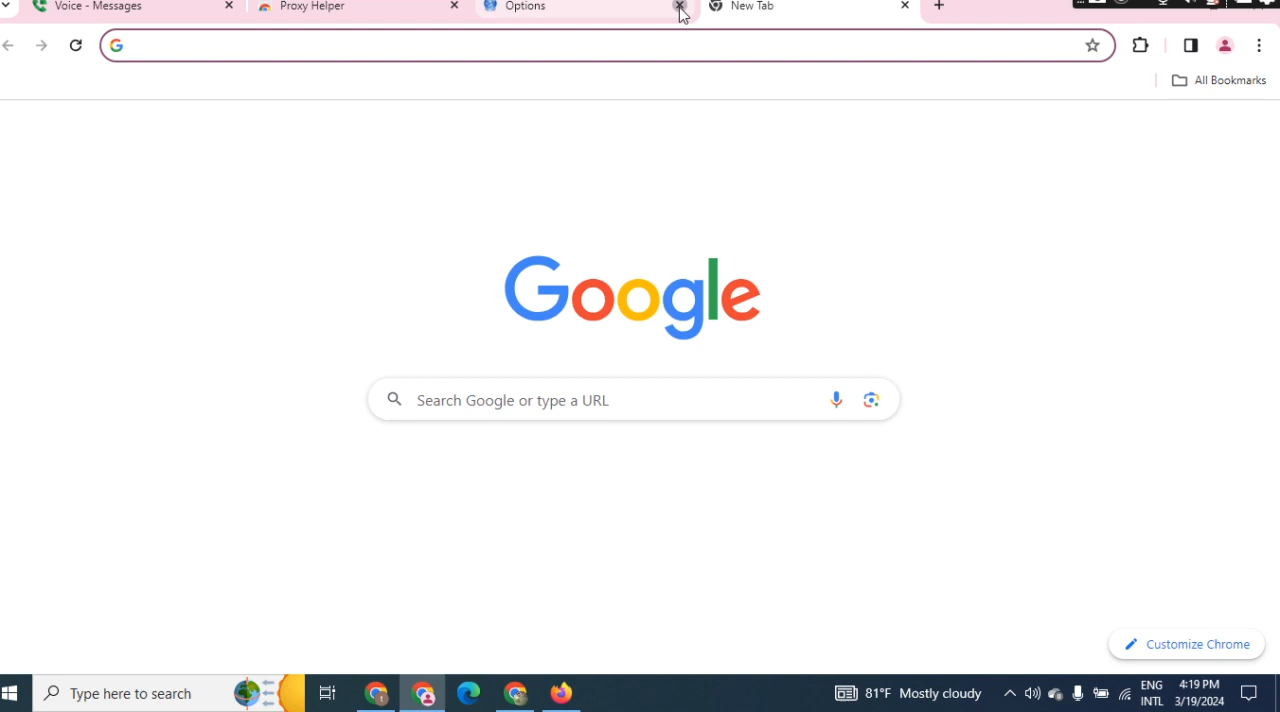 Voice - Messages
Proxy Helper
Options
New Tab
All Bookmarks
Google
Search Google or type a URL
Customize Chrome
Type here to search
81°F Mostly cloudy
ENG
INTL
4:19 PM
3/19/2024